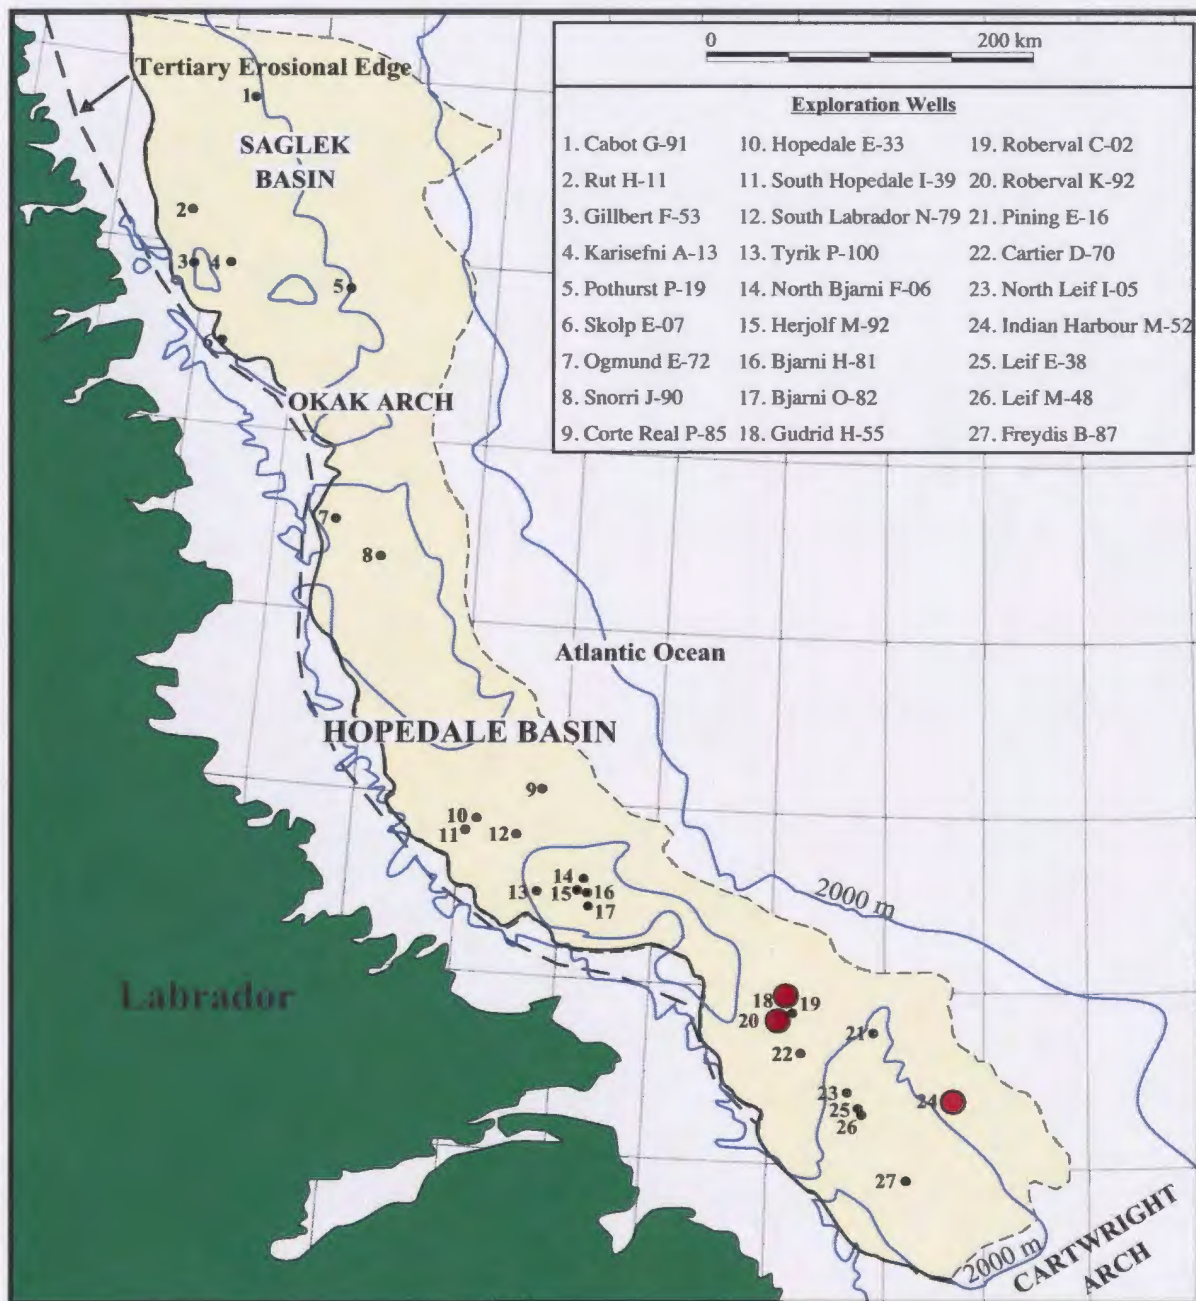 0 200 km
Exploration Wells
1. Cabot G-91 10. Hopedale E-33 19. Roberval C-02
2. Rut H-11 11. South Hopedale I-39 20. Roberval K-92
3. Gillbert F-53 12. South Labrador N-79 21. Pining E-16
4. Karisefni A-13 13. Tyrik P-100 22. Cartier D-70
5. Pothurst P-19 14. North Bjarni F-06 23. North Leif I-05
6. Skolp E-07 15. Herjolf M-92 24. Indian Harbour M-52
7. Ogmund E-72 16. Bjarni H-81 25. Leif E-38
8. Snorri J-90 17. Bjarni O-82 26. Leif M-48
9. Corte Real P-85 18. Gudrid H-55 27. Freydis B-87
Tertiary Erosional Edge
1
SAGLEK
BASIN
2
3 4
5
6
OKAK ARCH
7
8
Atlantic Ocean
HOPEDALE BASIN
9
10
11 12
14
13 15 16
17
2000 m
Labrador
18 19
20
21
22
23
24
25
26
27
2000 m
CARTWRIGHT
ARCH